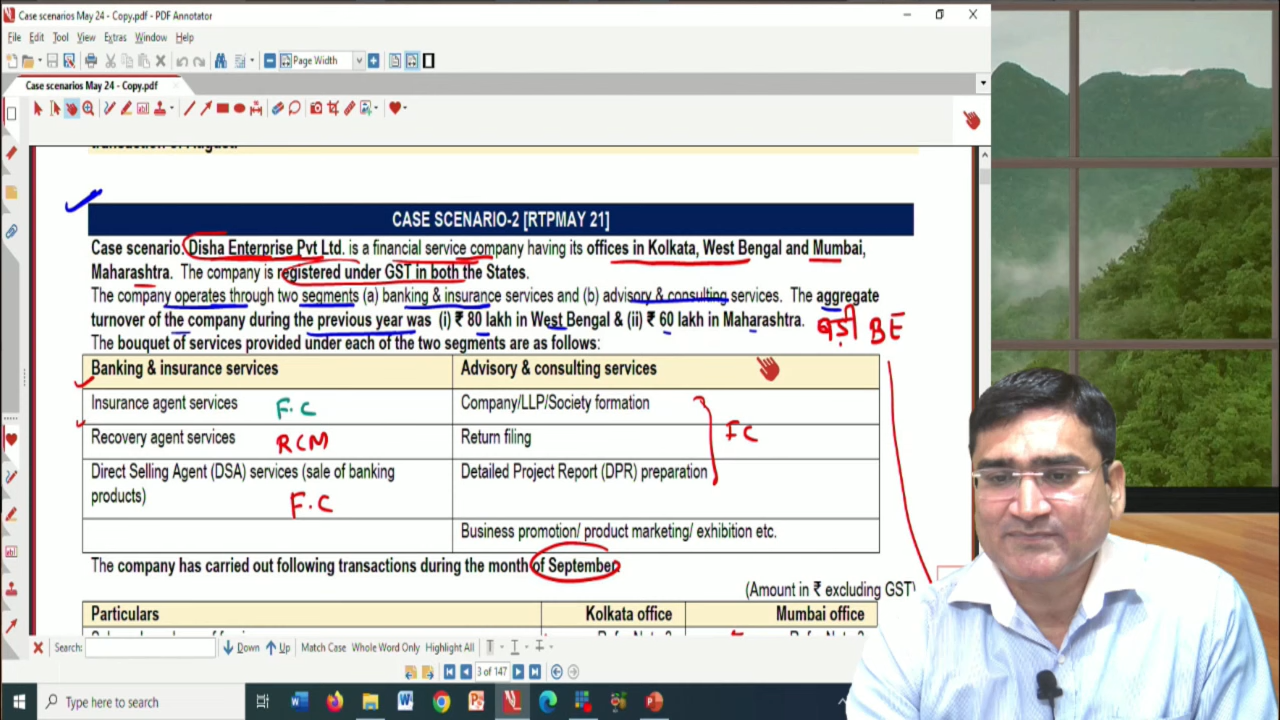 Case scenarios May 24 - Copy.pdf - PDF Annotator
File Edit Tool View Extras Window Help
Page Width
Case scenarios May 24 - Copy.pdf
CASE SCENARIO-2 [RTPMAY 21]
Case scenario. Disha Enterprise Pvt Ltd. is a financial service company having its offices in Kolkata, West Bengal and Mumbai,
Maharashtra. The company is registered under GST in both the States.
The company operates through two segments (a) banking & insurance services and (b) advisory & consulting services. The aggregate
turnover of the company during the previous year was (i) ₹ 80 lakh in West Bengal & (ii) ₹ 60 lakh in Maharashtra.
BE
The bouquet of services provided under each of the two segments are as follows:
Banking & insurance services Advisory & consulting services
Insurance agent services F.C Company/LLP/Society formation
Recovery agent services RCM Return filing FC
Direct Selling Agent (DSA) services (sale of banking Detailed Project Report (DPR) preparation
products) F.C
Business promotion/ product marketing/ exhibition etc.
The company has carried out following transactions during the month of September.
(Amount in ₹ excluding GST)
Particulars Kolkata office Mumbai office
Search: Down Up Match Case Whole Word Only Highlight All
3 of 147
Type here to search